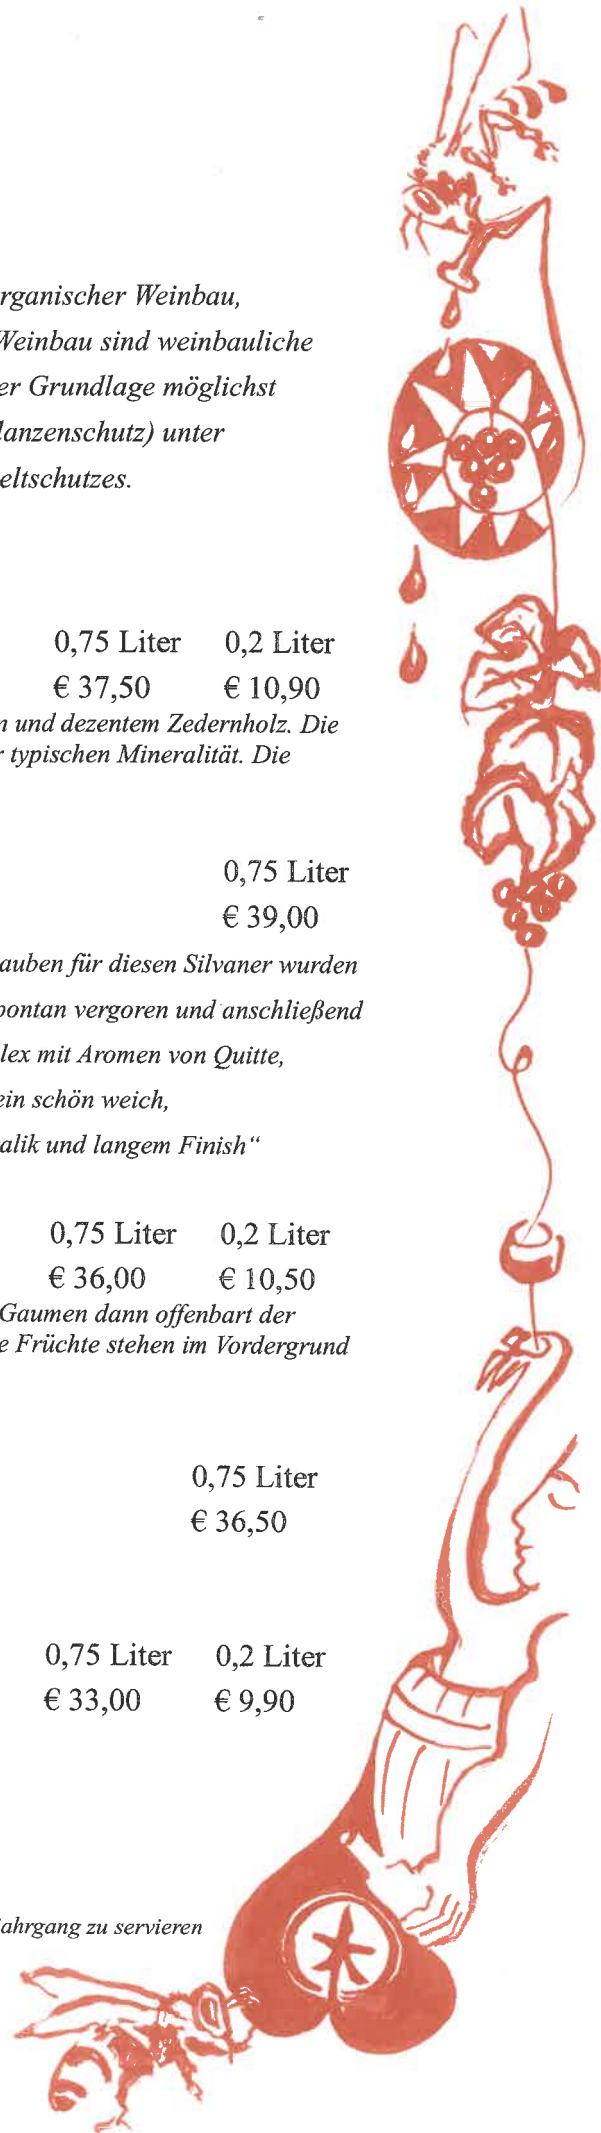 rganischer Weinbau,
Weinbau sind weinbauliche
er Grundlage möglichst
lanzenschutz) unter
eltschutzes.
0,75 Liter 0,2 Liter
€ 37,50 € 10,90
n und dezentem Zedernholz. Die
r typischen Mineralität. Die
0,75 Liter
€ 39,00
auben für diesen Silvaner wurden
pontan vergoren und anschließend
lex mit Aromen von Quitte,
ein schön weich,
alik und langem Finish“
0,75 Liter 0,2 Liter
€ 36,00 € 10,50
Gaumen dann offenbart der
e Früchte stehen im Vordergrund
0,75 Liter
€ 36,50
0,75 Liter 0,2 Liter
€ 33,00 € 9,90
ahrgang zu servieren